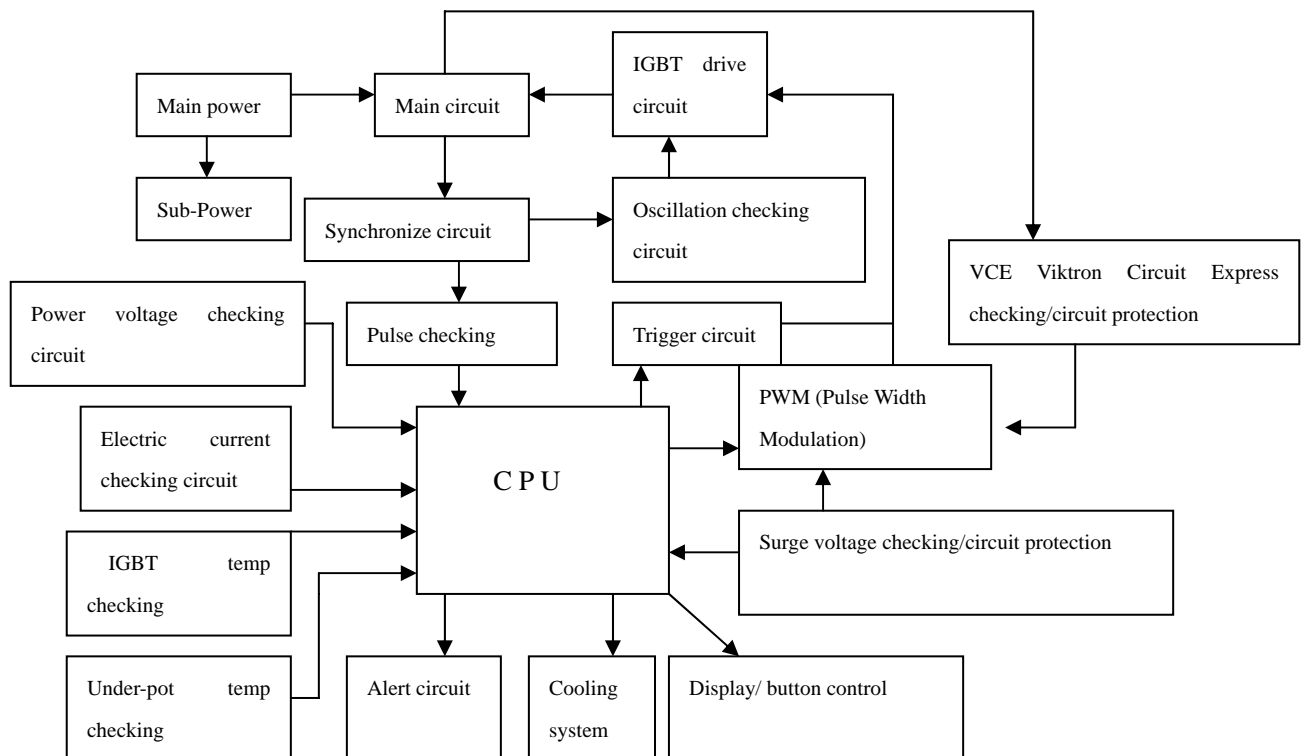 IGBT drive
circuit
Main power
Main circuit
Sub-Power
Synchronize circuit
Oscillation checking
circuit
VCE Viktron Circuit Express
checking/circuit protection
Power voltage checking
circuit
Pulse checking
Trigger circuit
PWM (Pulse Width
Modulation)
Electric current
checking circuit
CPU
IGBT temp
checking
Surge voltage checking/circuit protection
Under-pot temp
checking
Alert circuit
Cooling
system
Display/ button control